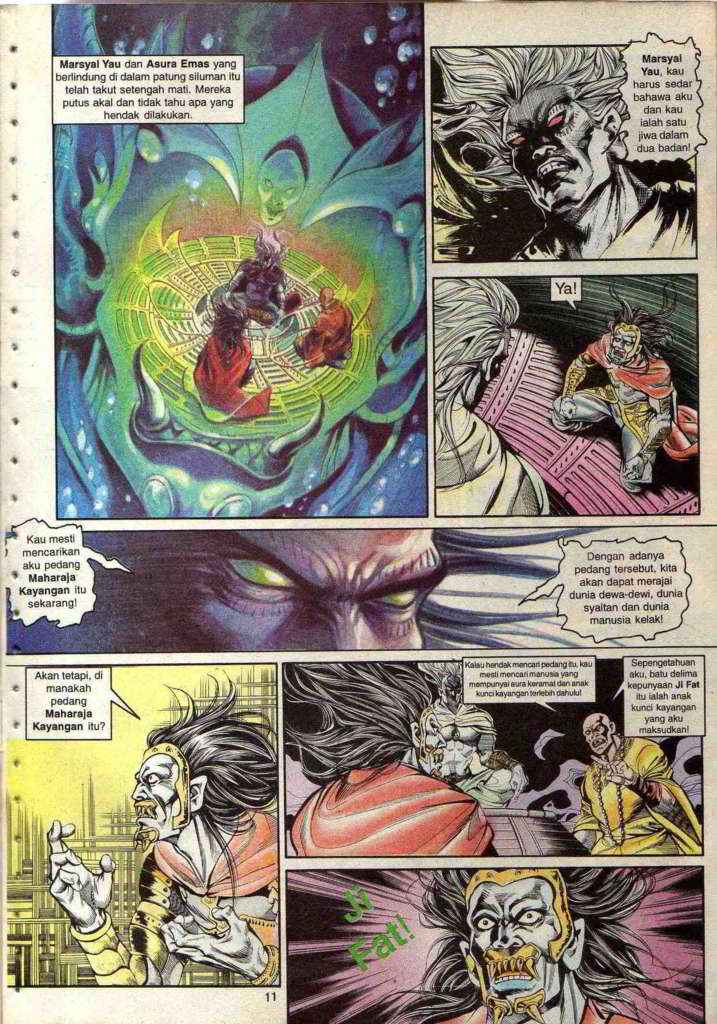 Marsyal Yau dan Asura Emas yang
berlindung di dalam patung siluman itu
telah takut setengah mati. Mereka
putus akal dan tidak tahu apa yang
hendak dilakukan.
Marsyal
Yau, kau
harus sedar
bahawa aku
dan kau
ialah satu
jiwa dalam
dua badan!
Ya!
Kau mesti
mencarikan
aku pedang
Maharaja
Kayangan itu
sekarang!
Dengan adanya
pedang tersebut, kita
akan dapat merajai
dunia dewa-dewi, dunia
syaitan dan dunia
manusia kelak!
Akan tetapi, di
manakah
pedang
Maharaja
Kayangan itu?
Kalau hendak mencari pedang itu, kau
mesti mencari manusia yang
mempunyai aura keramat dan anak
kunci kayangan terlebih dahulu!
Sepengetahuan
aku, batu delima
kepunyaan Ji Fat
itu ialah anak
kunci kayangan
yang aku
maksudkan!
Ji
Fat!
11